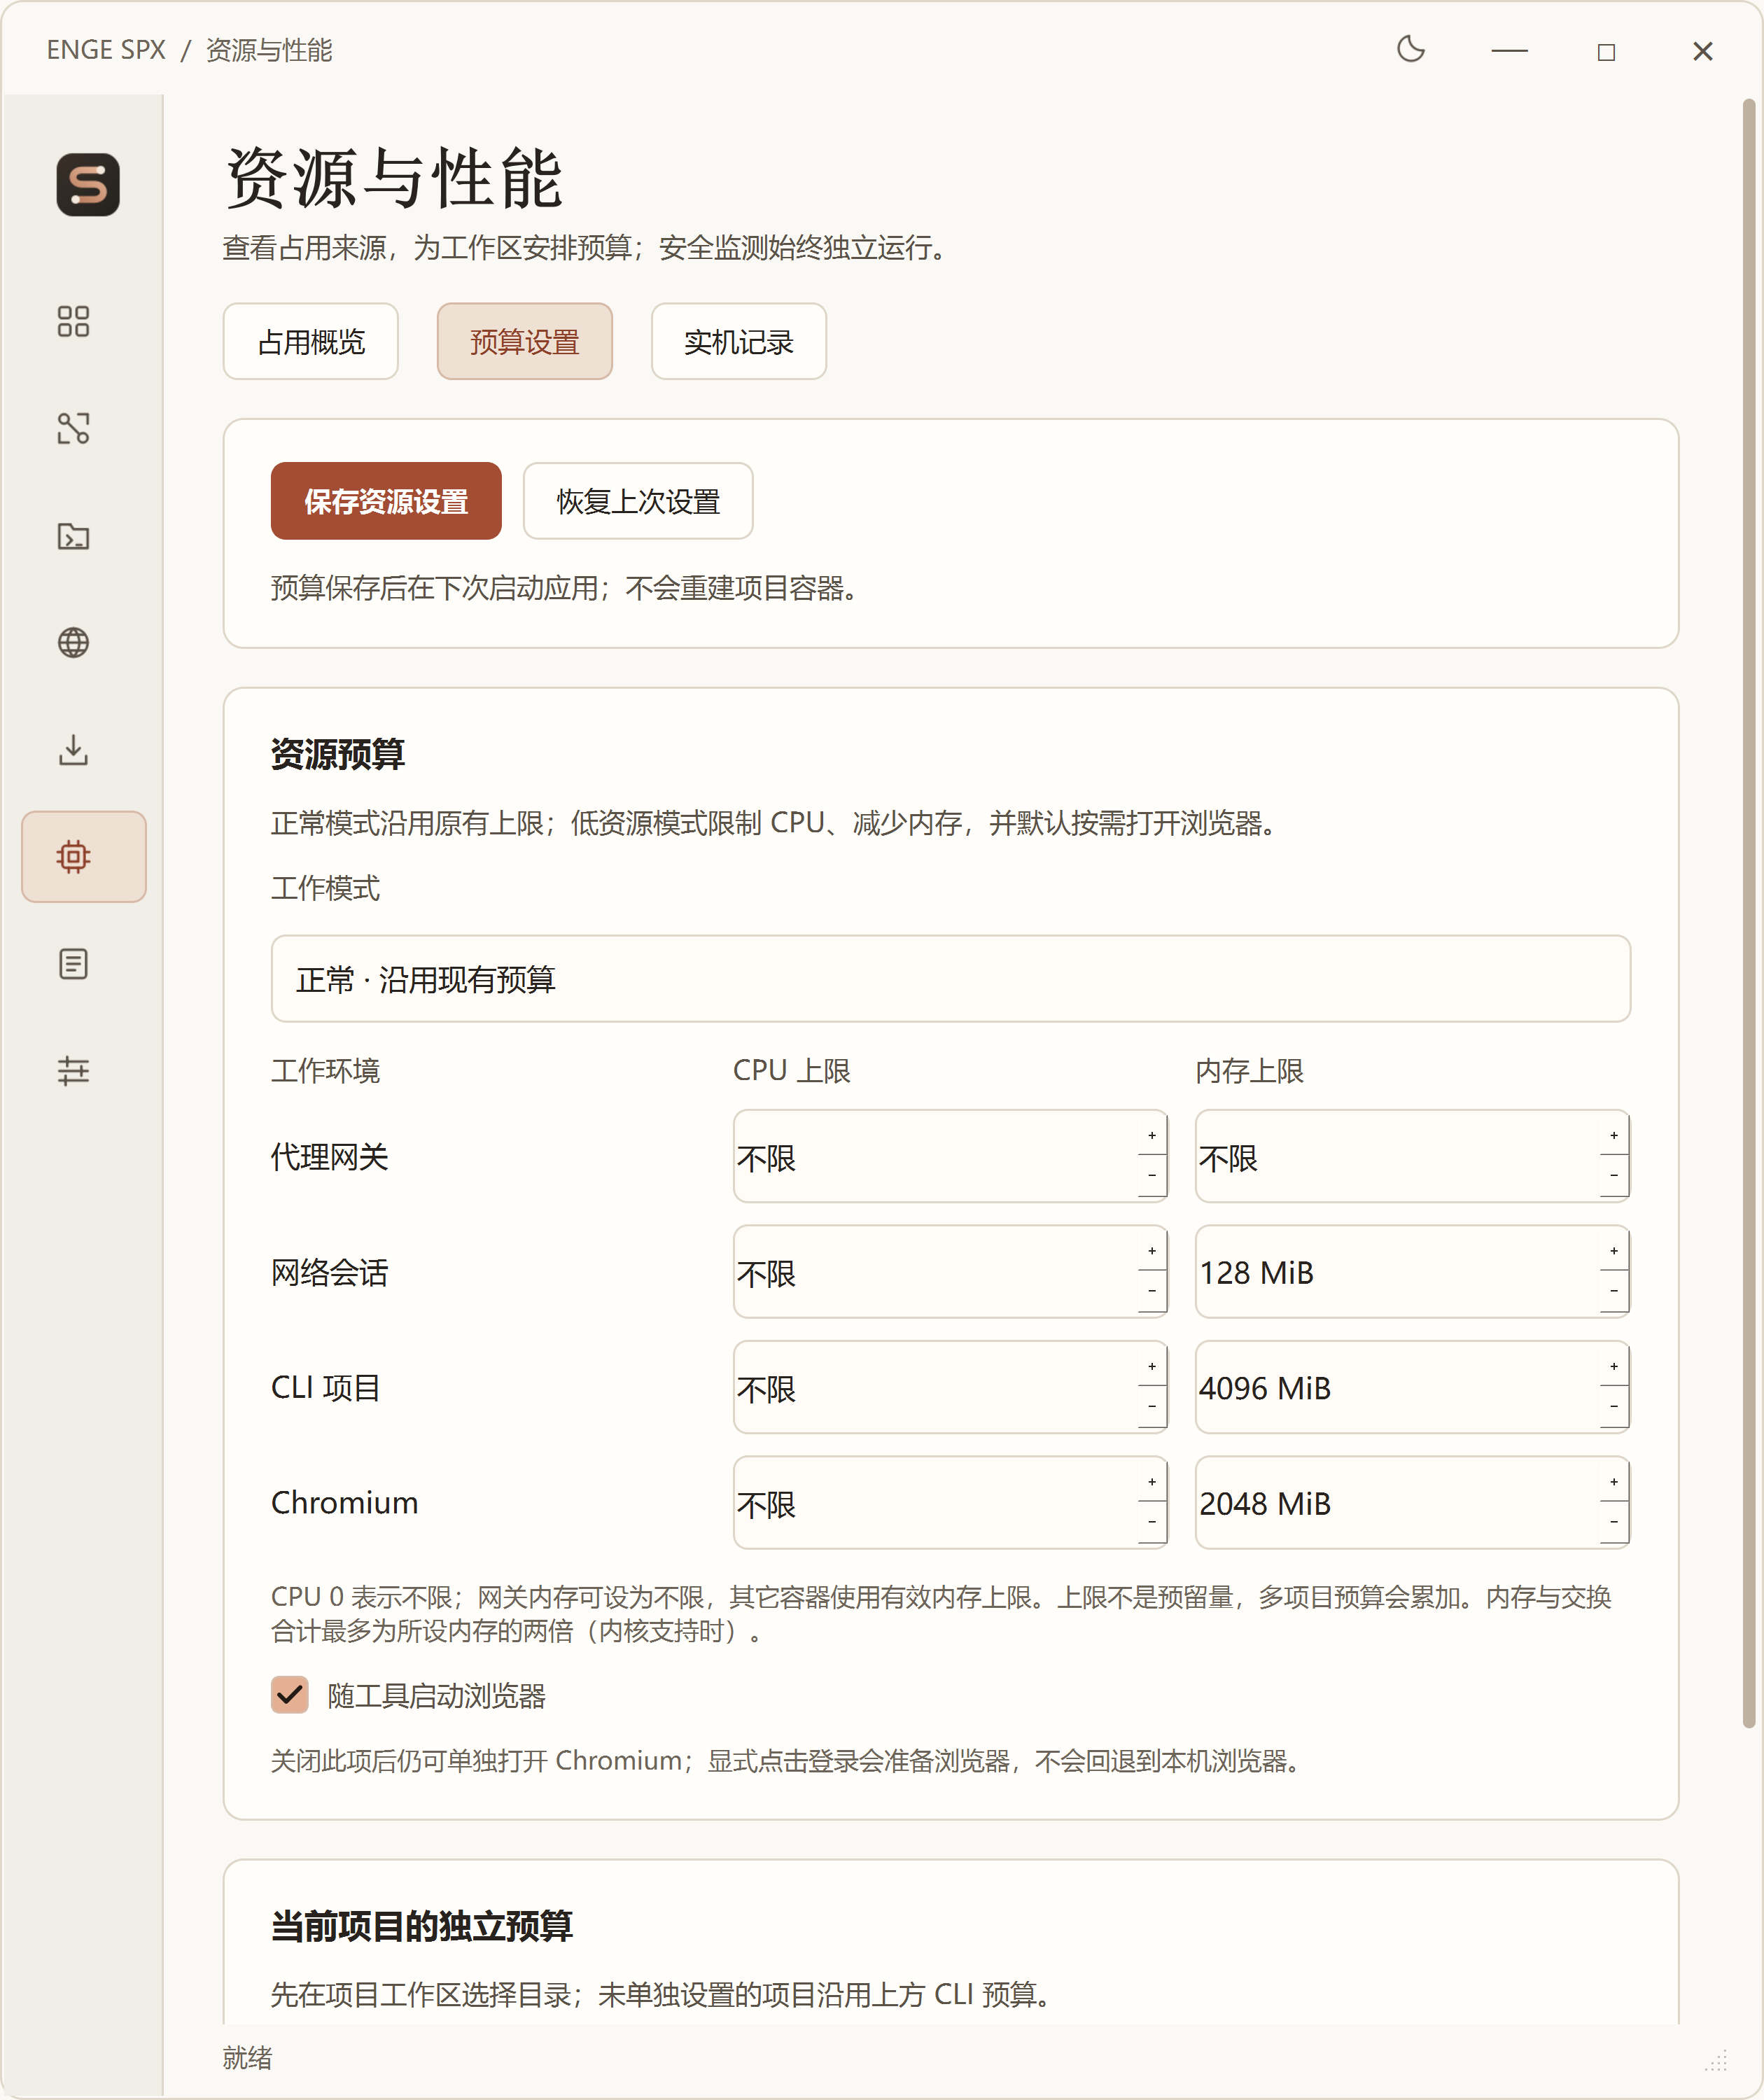 ENGE SPX / 资源与性能
资源与性能
查看占用来源，为工作区安排预算；安全监测始终独立运行。
占用概览
预算设置
实机记录
保存资源设置
恢复上次设置
预算保存后在下次启动应用；不会重建项目容器。
资源预算
正常模式沿用原有上限；低资源模式限制 CPU、减少内存，并默认按需打开浏览器。
工作模式
正常 · 沿用现有预算
工作环境 CPU 上限 内存上限
代理网关 不限 + - 不限 + -
网络会话 不限 + - 128 MiB + -
CLI 项目 不限 + - 4096 MiB + -
Chromium 不限 + - 2048 MiB + -
CPU 0 表示不限；网关内存可设为不限，其它容器使用有效内存上限。上限不是预留量，多项目预算会累加。内存与交换
合计最多为所设内存的两倍（内核支持时）。
随工具启动浏览器
关闭此项后仍可单独打开 Chromium；显式点击登录会准备浏览器，不会回退到本机浏览器。
当前项目的独立预算
先在项目工作区选择目录；未单独设置的项目沿用上方 CLI 预算。
就绪